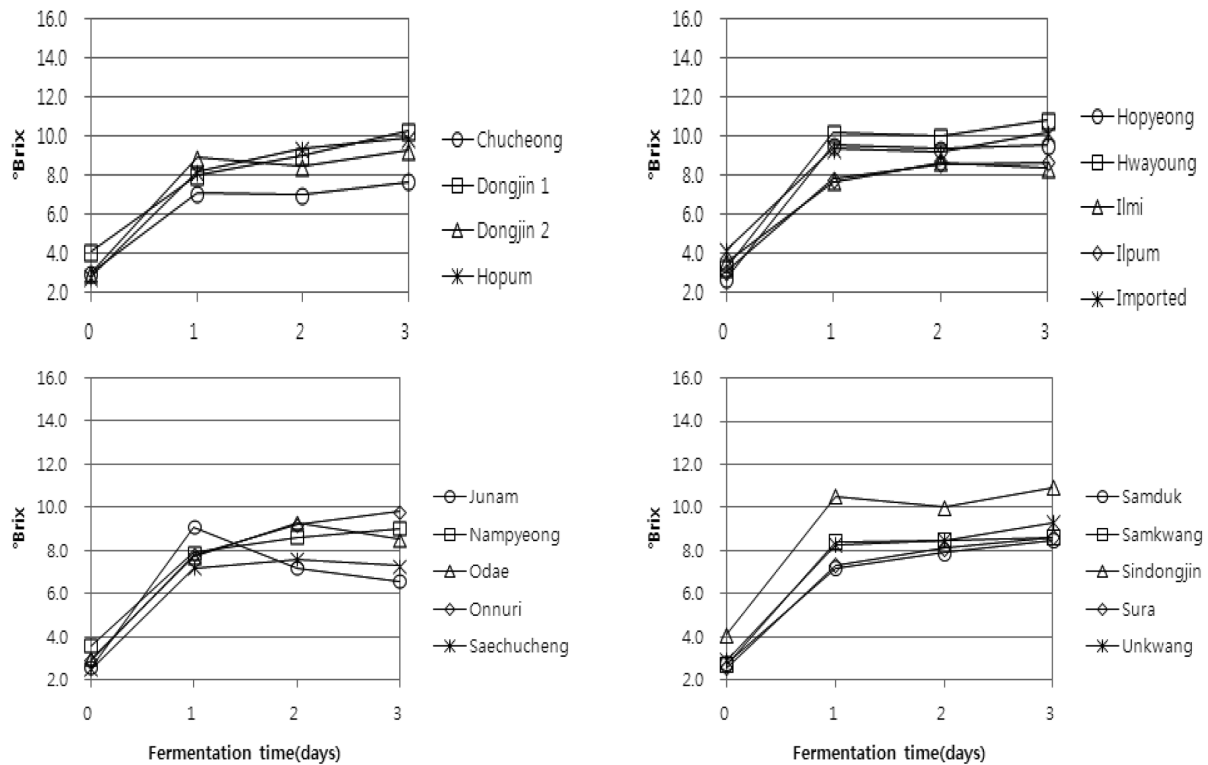 16.0
14.0
12.0
10.0
8.0
6.0
4.0
2.0
°Brix
0 1 2 3
Chucheong
Dongjin 1
Dongjin 2
Hopum
16.0
14.0
12.0
10.0
8.0
6.0
4.0
2.0
°Brix
0 1 2 3
Hopyeong
Hwayoung
Ilmi
Ilpum
Imported
16.0
14.0
12.0
10.0
8.0
6.0
4.0
2.0
°Brix
0 1 2 3
Fermentation time(days)
Junam
Nampyeong
Odae
Onnuri
Saechucheng
16.0
14.0
12.0
10.0
8.0
6.0
4.0
2.0
°Brix
0 1 2 3
Fermentation time(days)
Samduk
Samkwang
Sindongjin
Sura
Unkwang